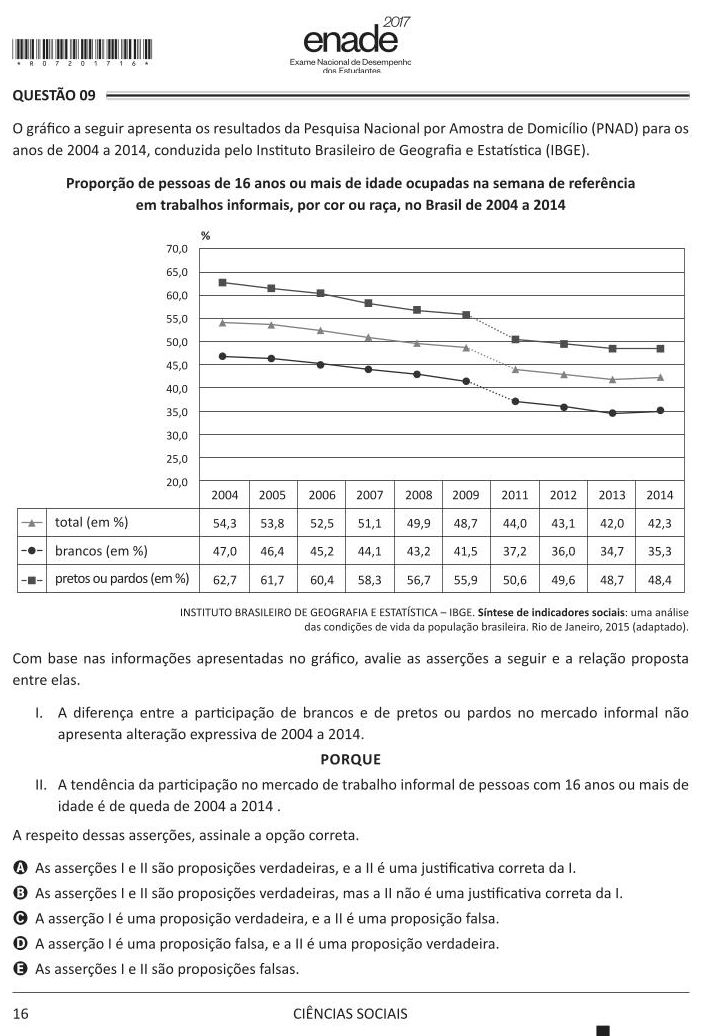 2017
enade
Exame Nacional de Desempenho
dos Estudantes
* R 0 7 2 0 1 7 1 6 *
QUESTÃO 09
O gráfico a seguir apresenta os resultados da Pesquisa Nacional por Amostra de Domicílio (PNAD) para os
anos de 2004 a 2014, conduzida pelo Instituto Brasileiro de Geografia e Estatística (IBGE).
Proporção de pessoas de 16 anos ou mais de idade ocupadas na semana de referência
em trabalhos informais, por cor ou raça, no Brasil de 2004 a 2014
%
70,0
65,0
60,0
55,0
50,0
45,0
40,0
35,0
30,0
25,0
20,0
2004 2005 2006 2007 2008 2009 2011 2012 2013 2014
total (em %) 54,3 53,8 52,5 51,1 49,9 48,7 44,0 43,1 42,0 42,3
brancos (em %) 47,0 46,4 45,2 44,1 43,2 41,5 37,2 36,0 34,7 35,3
pretos ou pardos (em %) 62,7 61,7 60,4 58,3 56,7 55,9 50,6 49,6 48,7 48,4
INSTITUTO BRASILEIRO DE GEOGRAFIA E ESTATÍSTICA – IBGE. Síntese de indicadores sociais: uma análise
das condições de vida da população brasileira. Rio de Janeiro, 2015 (adaptado).
Com base nas informações apresentadas no gráfico, avalie as asserções a seguir e a relação proposta
entre elas.
I. A diferença entre a participação de brancos e de pretos ou pardos no mercado informal não
apresenta alteração expressiva de 2004 a 2014.
PORQUE
II. A tendência da participação no mercado de trabalho informal de pessoas com 16 anos ou mais de
idade é de queda de 2004 a 2014 .
A respeito dessas asserções, assinale a opção correta.
A As asserções I e II são proposições verdadeiras, e a II é uma justificativa correta da I.
B As asserções I e II são proposições verdadeiras, mas a II não é uma justificativa correta da I.
C A asserção I é uma proposição verdadeira, e a II é uma proposição falsa.
D A asserção I é uma proposição falsa, e a II é uma proposição verdadeira.
E As asserções I e II são proposições falsas.
16
CIÊNCIAS SOCIAIS